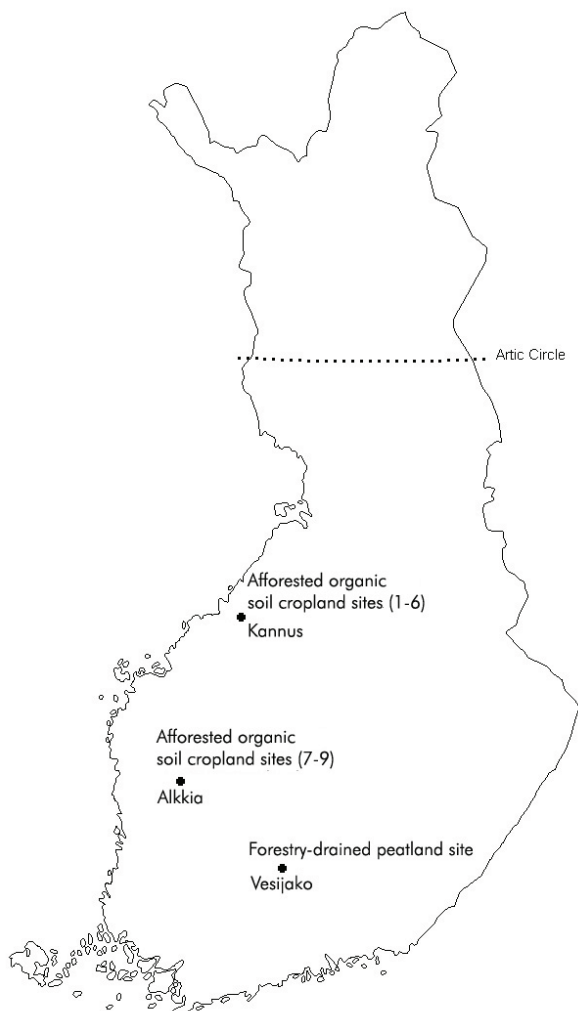 Artic Circle
Afforested organic
soil cropland sites (1-6)
Kannus
Afforested organic
soil cropland sites (7-9)
Alkkia
Forestry-drained peatland site
Vesijako